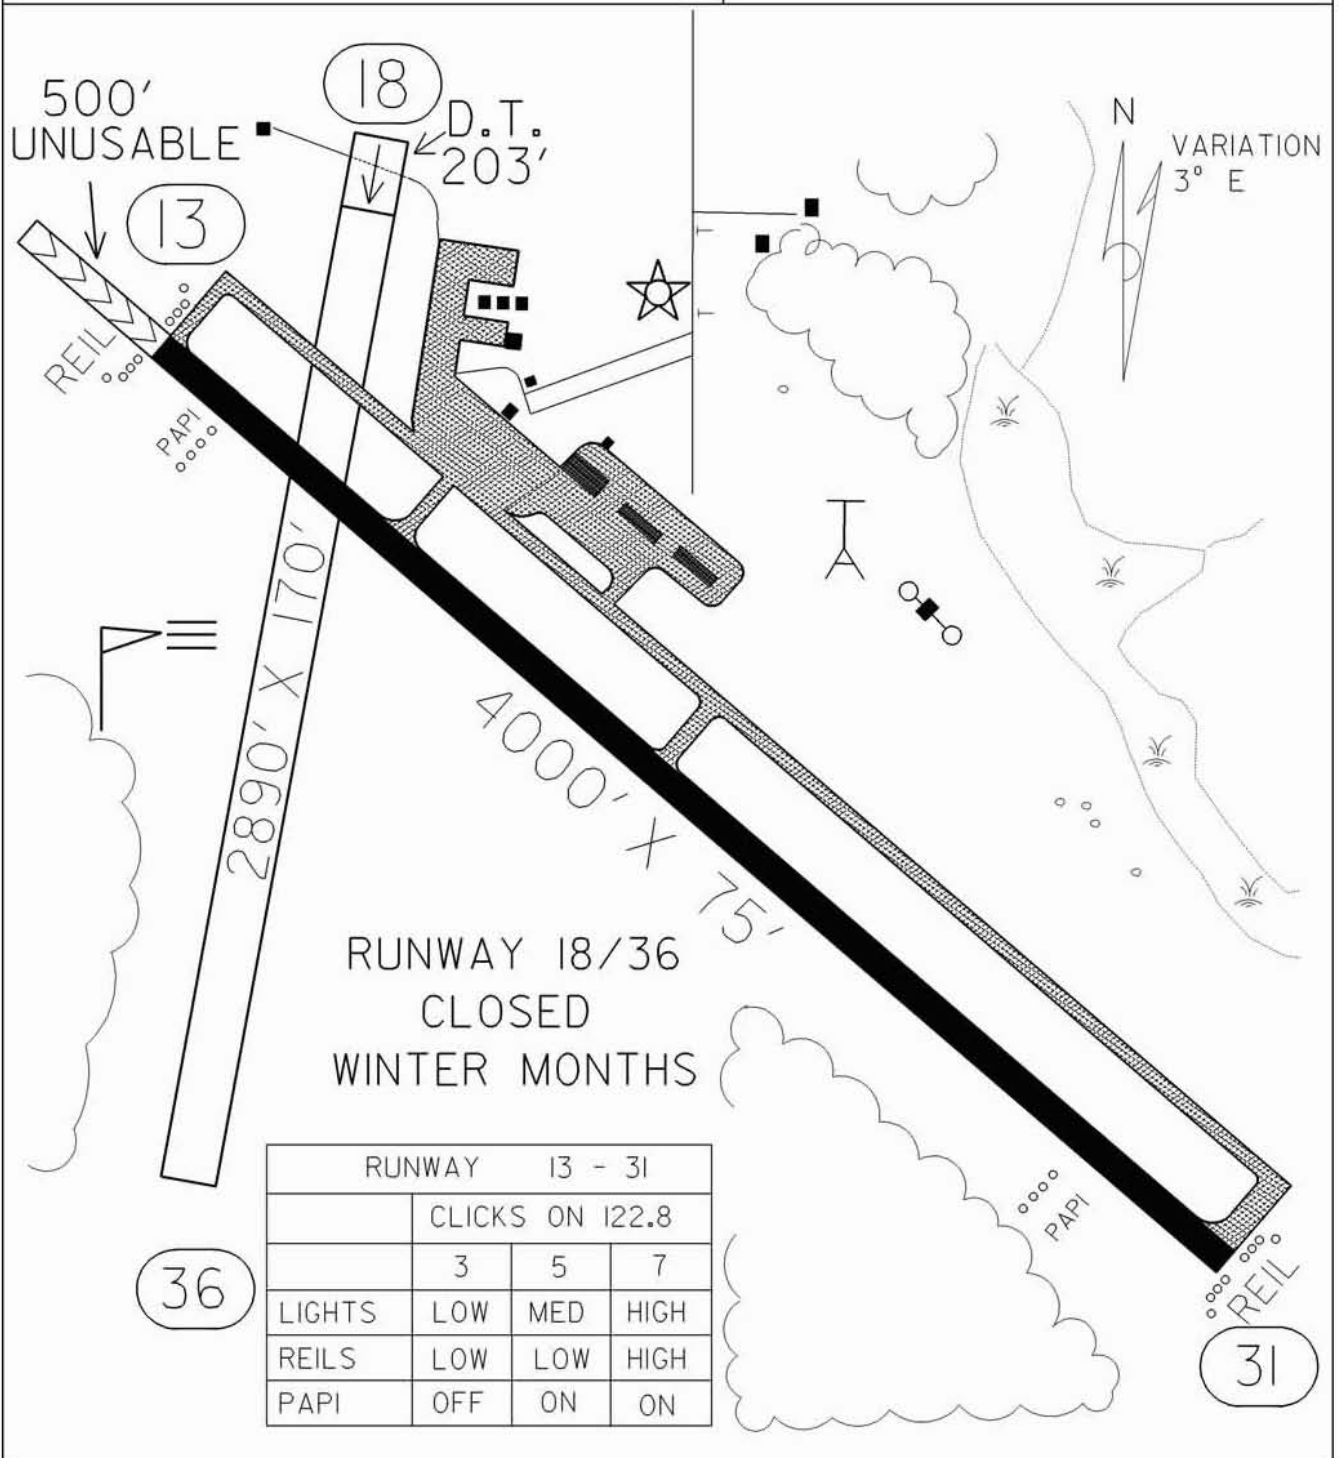 18
500'
UNUSABLE
D.T.
203'
N
VARIATION
3° E
13
REIL
PAPI
2890' X 170'
4000' X 75'
RUNWAY 18/36
CLOSED
WINTER MONTHS
RUNWAY 13 - 31
CLICKS ON 122.8
3 5 7
LIGHTS LOW MED HIGH
REILS LOW LOW HIGH
PAPI OFF ON ON
36
PAPI
REIL
31